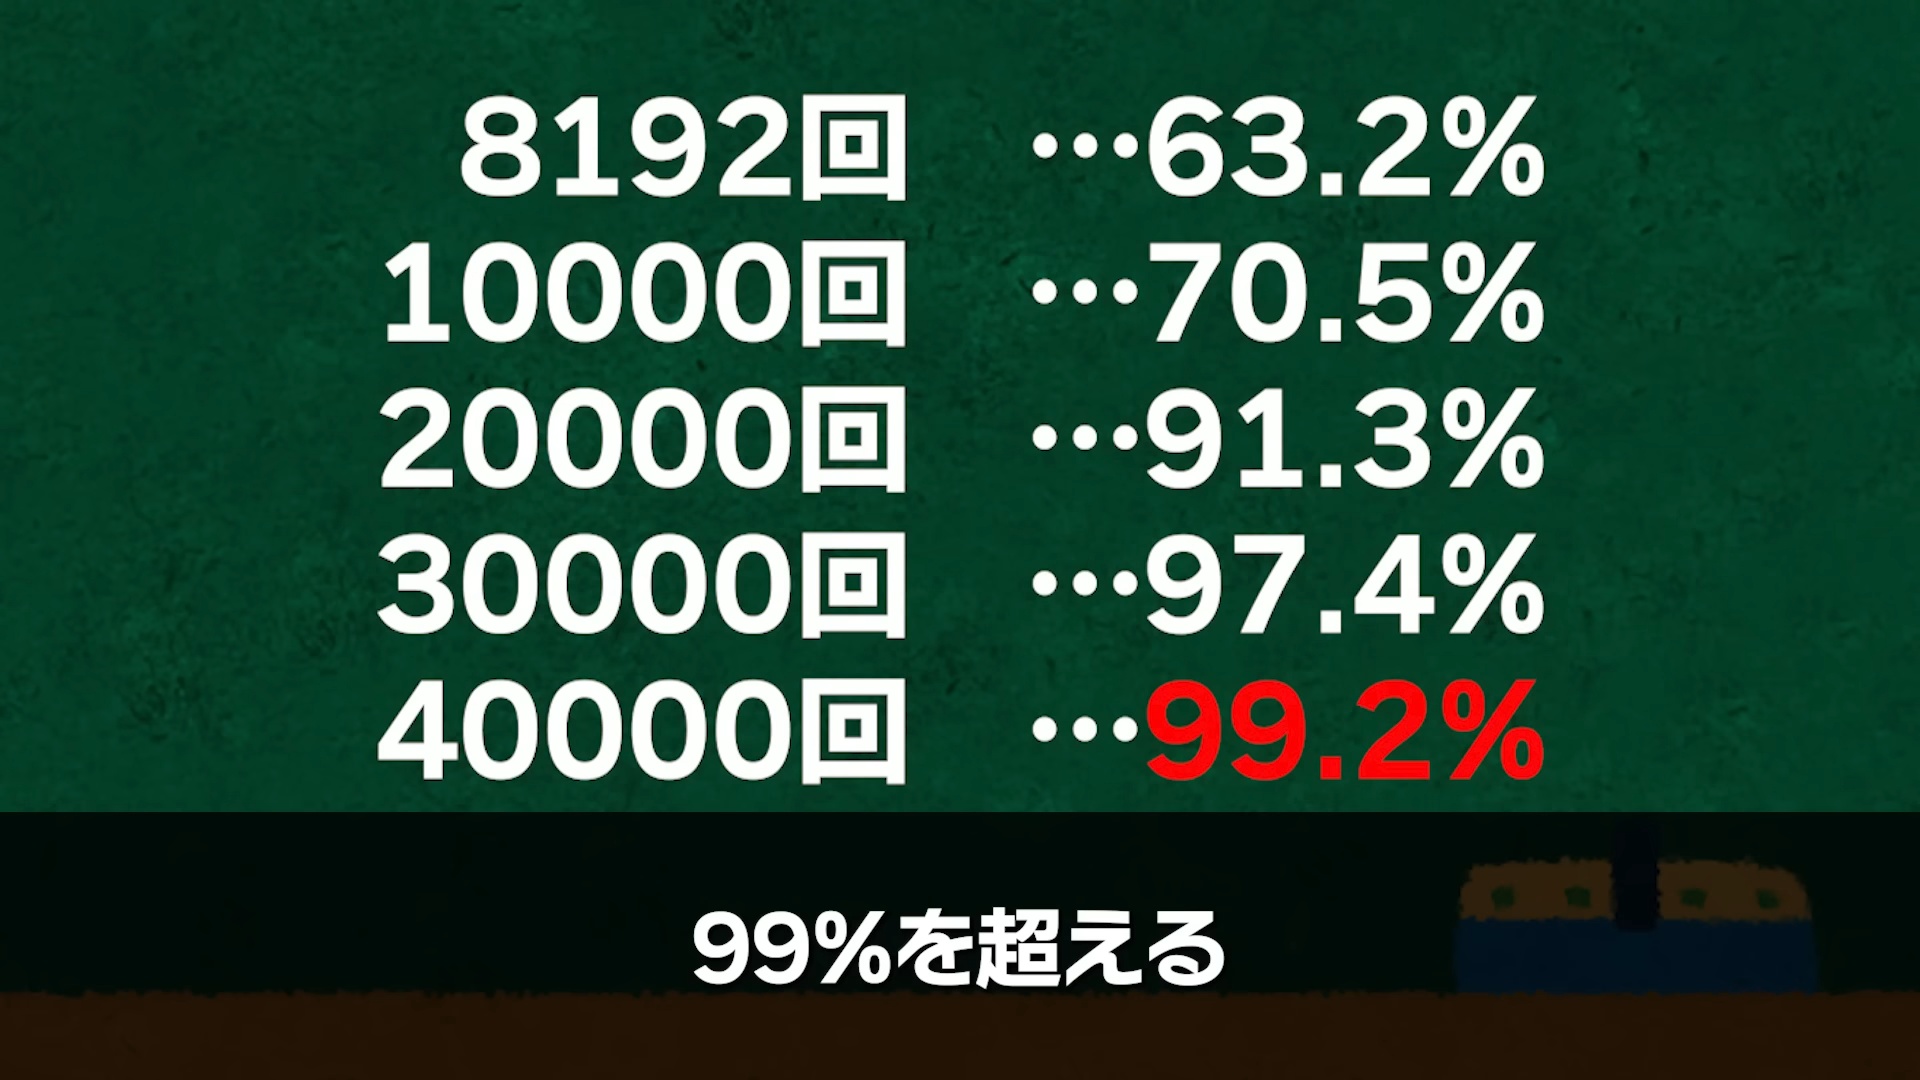 8192回 …63.2%
10000回 …70.5%
20000回 …91.3%
30000回 …97.4%
40000回 …99.2%
99%を超える